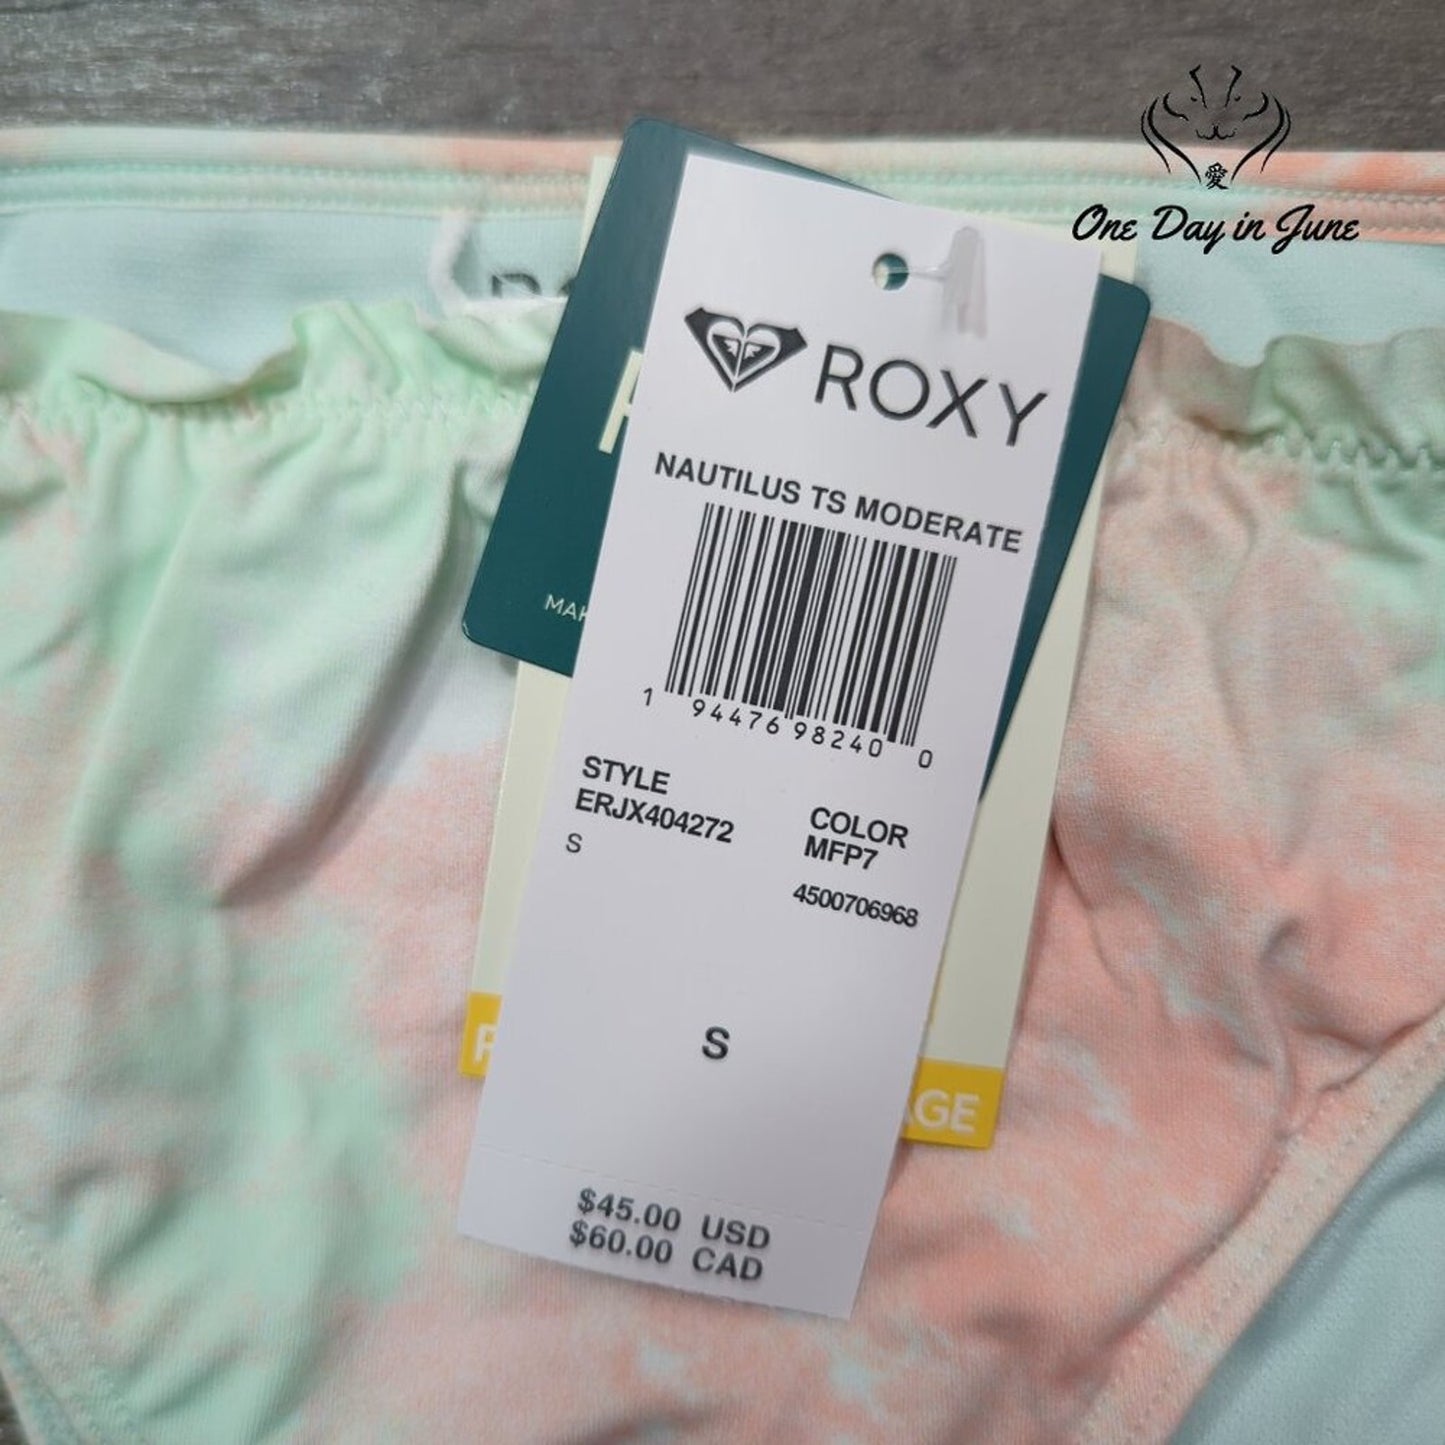 愛
One Day in June
ROXY
NAUTILUS TS MODERATE
1 94476 98240 0
STYLE
ERJX404272
S
COLOR
MFP7
4500706968
S
$45.00 USD
$60.00 CAD